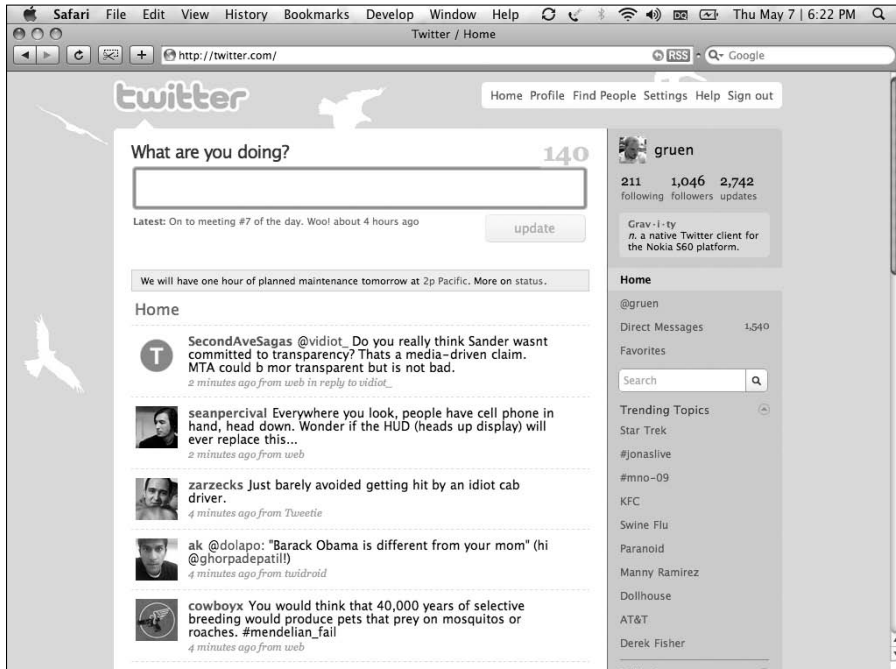 Safari File Edit View History Bookmarks Develop Window Help Thu May 7 | 6:22 PM
Twitter / Home
http://twitter.com/ RSS Google
twitter
Home Profile Find People Settings Help Sign out
What are you doing? 140
Latest: On to meeting #7 of the day. Woo! about 4 hours ago
update
We will have one hour of planned maintenance tomorrow at 2p Pacific. More on status.
Home
T
SecondAveSagas @vidiot_ Do you really think Sander wasnt
committed to transparency? Thats a media-driven claim.
MTA could b mor transparent but is not bad.
2 minutes ago from web in reply to vidiot_
seanpercival Everywhere you look, people have cell phone in
hand, head down. Wonder if the HUD (heads up display) will
ever replace this...
2 minutes ago from web
zarzecks Just barely avoided getting hit by an idiot cab
driver.
4 minutes ago from Tweetie
ak @dolapo: "Barack Obama is different from your mom" (hi
@ghorpadepatil!)
4 minutes ago from twidroid
cowboyx You would think that 40,000 years of selective
breeding would produce pets that prey on mosquitos or
roaches. #mendelian_fail
4 minutes ago from web
gruen
211 1,046 2,742
following followers updates
Grav·i·ty
n. a native Twitter client for
the Nokia S60 platform.
Home
@gruen
Direct Messages 1,540
Favorites
Search
Trending Topics
Star Trek
#jonaslive
#mno-09
KFC
Swine Flu
Paranoid
Manny Ramirez
Dollhouse
AT&T
Derek Fisher